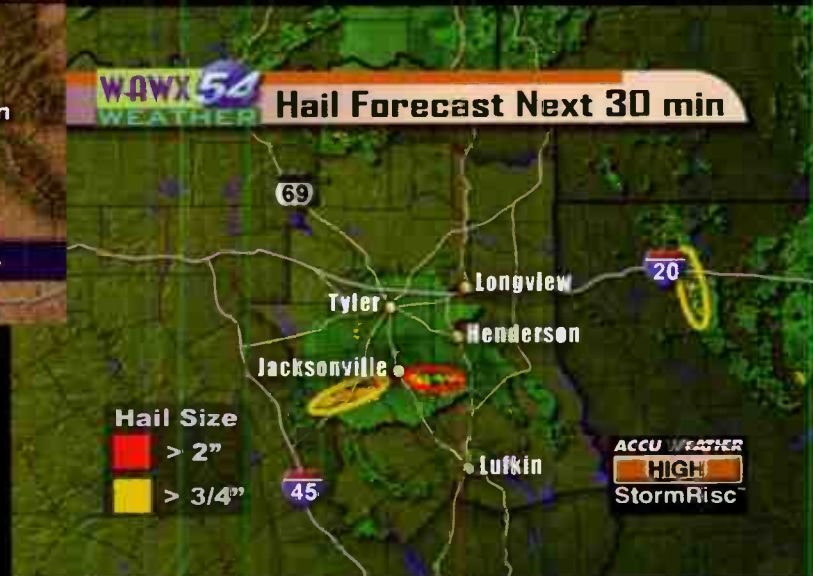 n
WAWX 54
WEATHER
Hail Forecast Next 30 min
69
20
Longview
Tyler
Henderson
Jacksonville
Hail Size
> 2"
> 3/4"
45
Lufkin
ACCU WEATHER
HIGH
StormRisc™